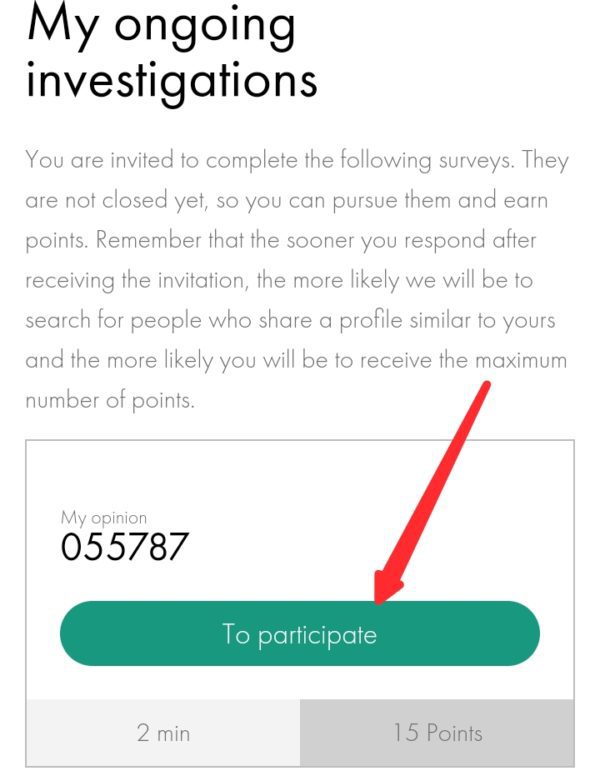 My ongoing
investigations
You are invited to complete the following surveys. They
are not closed yet, so you can pursue them and earn
points. Remember that the sooner you respond after
receiving the invitation, the more likely we will be to
search for people who share a profile similar to yours
and the more likely you will be to receive the maximum
number of points.
My opinion
055787
To participate
2 min
15 Points